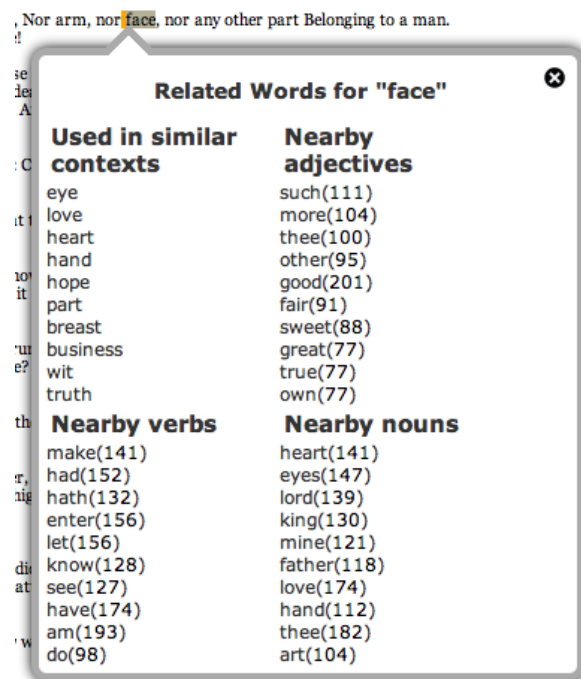 , Nor arm, nor face, nor any other part Belonging to a man.
e!
Related Words for "face"
Used in similar contexts
eye
love
heart
hand
hope
part
breast
business
wit
truth
Nearby adjectives
such(111)
more(104)
thee(100)
other(95)
good(201)
fair(91)
sweet(88)
great(77)
true(77)
own(77)
Nearby verbs
make(141)
had(152)
hath(132)
enter(156)
let(156)
know(128)
see(127)
have(174)
am(193)
do(98)
Nearby nouns
heart(141)
eyes(147)
lord(139)
king(130)
mine(121)
father(118)
love(174)
hand(112)
thee(182)
art(104)